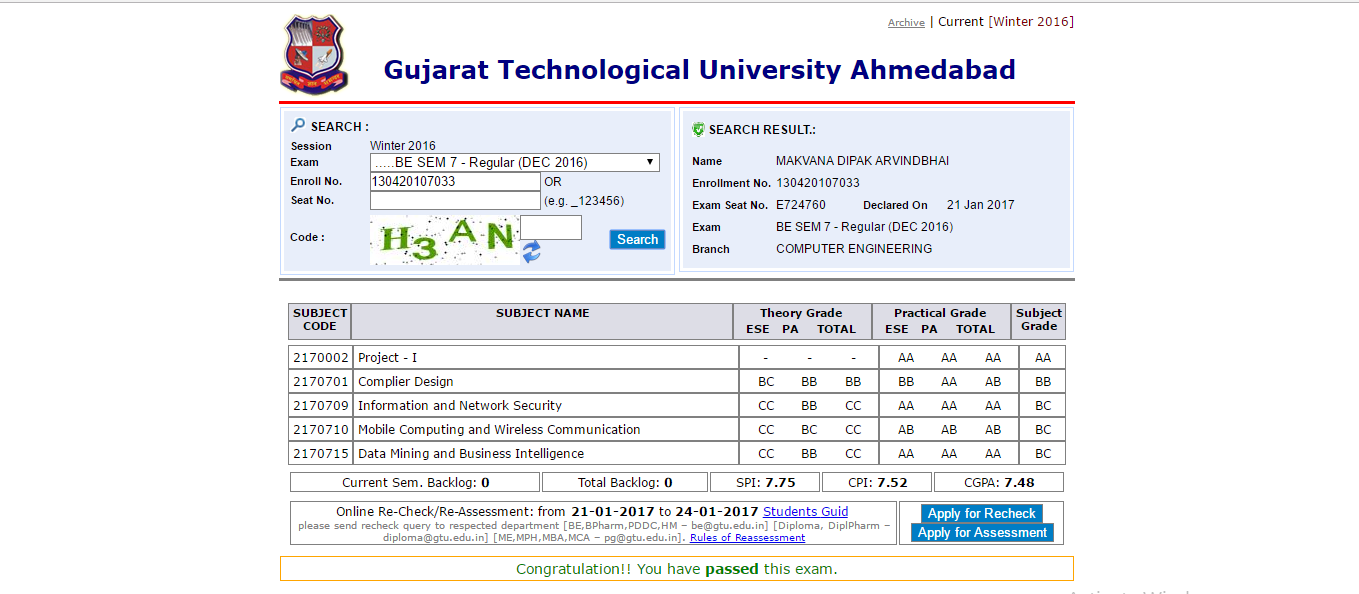 Archive | Current [Winter 2016]
Gujarat Technological University Ahmedabad
SEARCH :
Session Winter 2016
Exam .....BE SEM 7 - Regular (DEC 2016)
Enroll No. 130420107033 OR
Seat No. (e.g. _123456)
Code : H3AN Search
SEARCH RESULT.:
Name MAKVANA DIPAK ARVINDBHAI
Enrollment No. 130420107033
Exam Seat No. E724760 Declared On 21 Jan 2017
Exam BE SEM 7 - Regular (DEC 2016)
Branch COMPUTER ENGINEERING
SUBJECT CODE SUBJECT NAME Theory Grade Practical Grade Subject Grade
ESE PA TOTAL ESE PA TOTAL
2170002 Project - I - - - AA AA AA AA
2170701 Complier Design BC BB BB BB AA AB BB
2170709 Information and Network Security CC BB CC AA AA AA BC
2170710 Mobile Computing and Wireless Communication CC BC CC AB AB AB BC
2170715 Data Mining and Business Intelligence CC BB CC AA AA AA BC
Current Sem. Backlog: 0 Total Backlog: 0 SPI: 7.75 CPI: 7.52 CGPA: 7.48
Online Re-Check/Re-Assessment: from 21-01-2017 to 24-01-2017 Students Guid
please send recheck query to respected department [BE,BPharm,PDDC,HM – be@gtu.edu.in] [Diploma, DiplPharm –
diploma@gtu.edu.in] [ME,MPH,MBA,MCA – pg@gtu.edu.in]. Rules of Reassessment
Apply for Recheck
Apply for Assessment
Congratulation!! You have passed this exam.